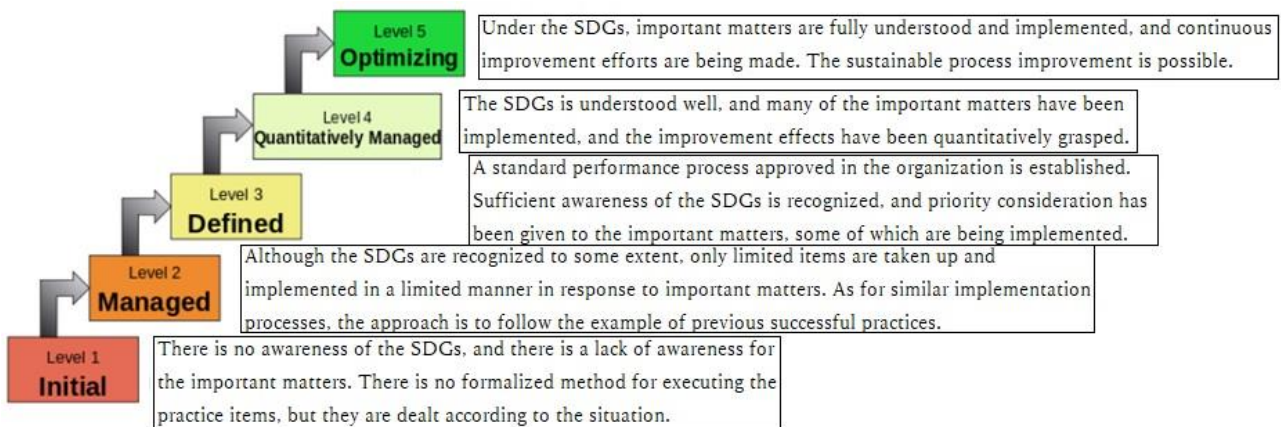 Level 5
Optimizing
Under the SDGs, important matters are fully understood and implemented, and continuous
improvement efforts are being made. The sustainable process improvement is possible.
Level 4
Quantitatively Managed
The SDGs is understood well, and many of the important matters have been
implemented, and the improvement effects have been quantitatively grasped.
Level 3
Defined
A standard performance process approved in the organization is established.
Sufficient awareness of the SDGs is recognized, and priority consideration has
been given to the important matters, some of which are being implemented.
Level 2
Managed
Although the SDGs are recognized to some extent, only limited items are taken up and
implemented in a limited manner in response to important matters. As for similar implementation
processes, the approach is to follow the example of previous successful practices.
Level 1
Initial
There is no awareness of the SDGs, and there is a lack of awareness for
the important matters. There is no formalized method for executing the
practice items, but they are dealt according to the situation.